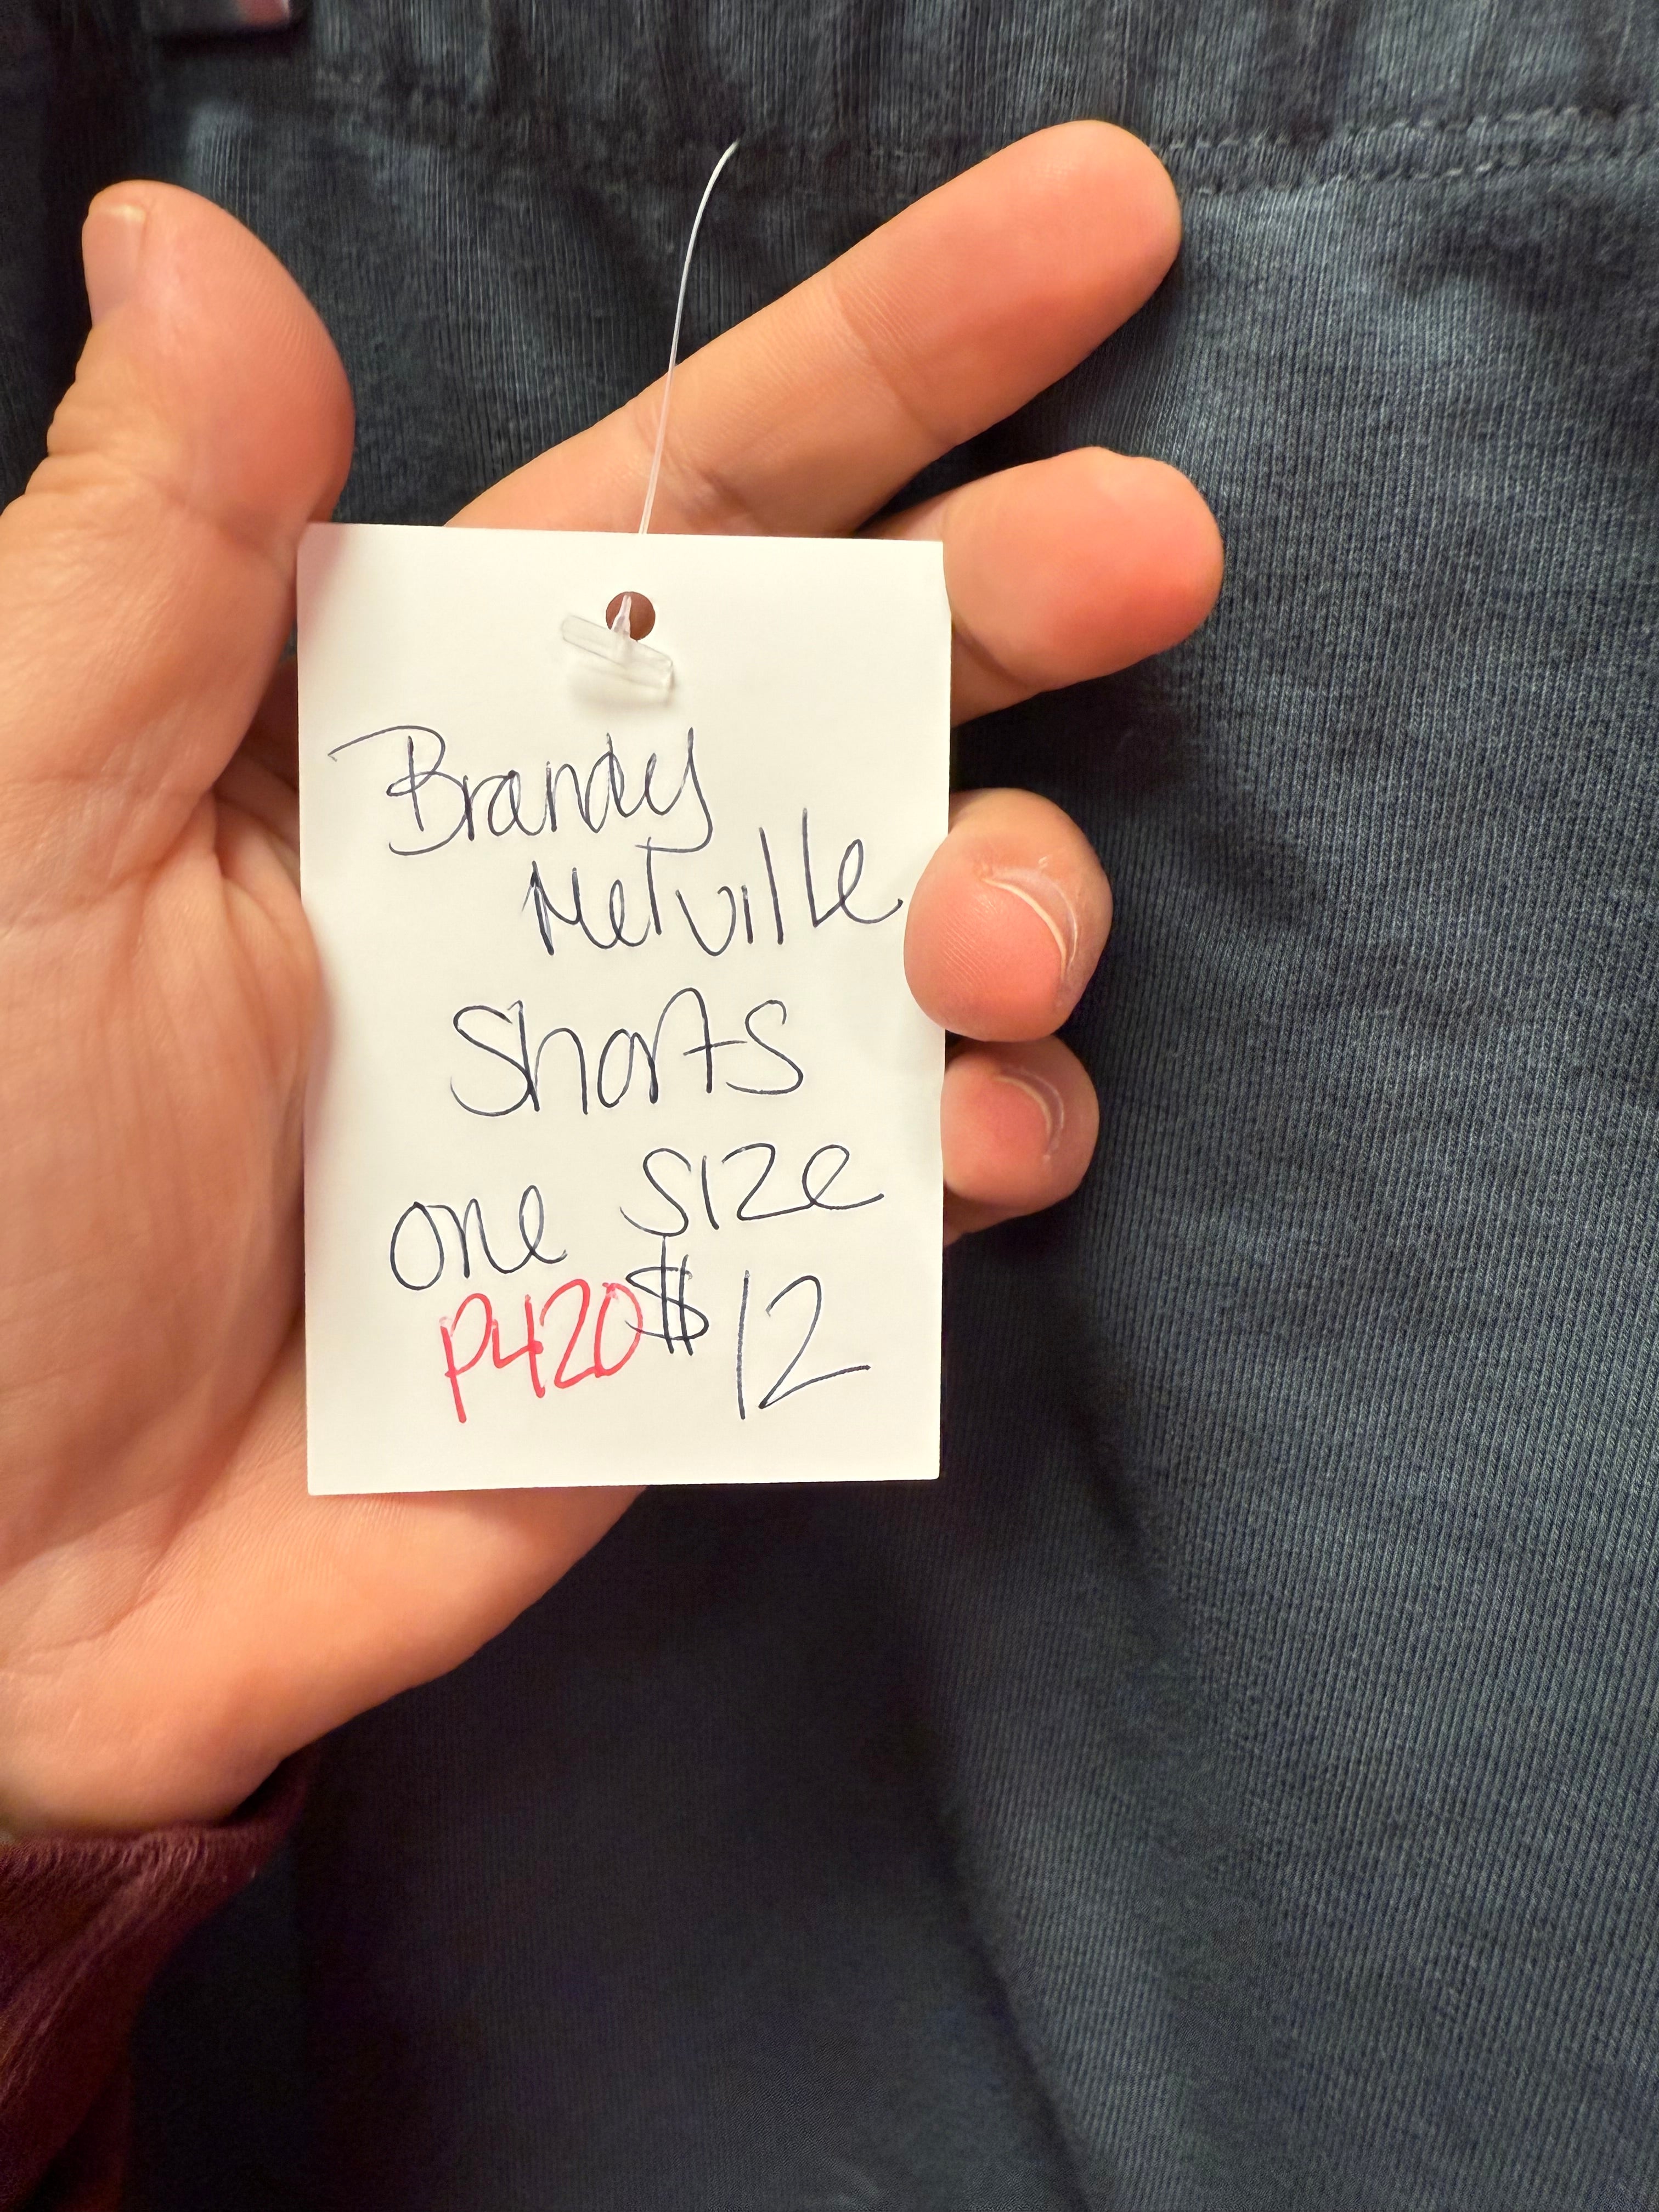 Brandy
Melville
Shorts
one size
P420 $12